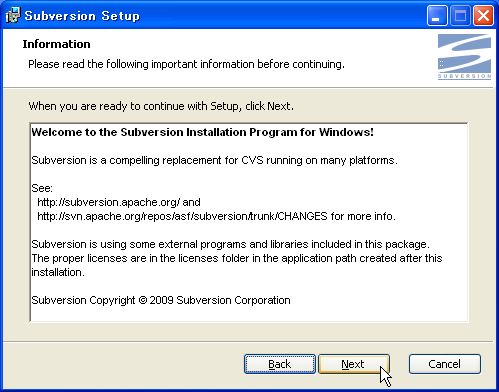 Subversion Setup
Information
Please read the following important information before continuing.
SUBVERSION
When you are ready to continue with Setup, click Next.
Welcome to the Subversion Installation Program for Windows!
Subversion is a compelling replacement for CVS running on many platforms.
See:
http://subversion.apache.org/ and
http://svn.apache.org/repos/asf/subversion/trunk/CHANGES for more info.
Subversion is using some external programs and libraries included in this package.
The proper licenses are in the licenses folder in the application path created after this
installation.
Subversion Copyright © 2009 Subversion Corporation
Back Next Cancel